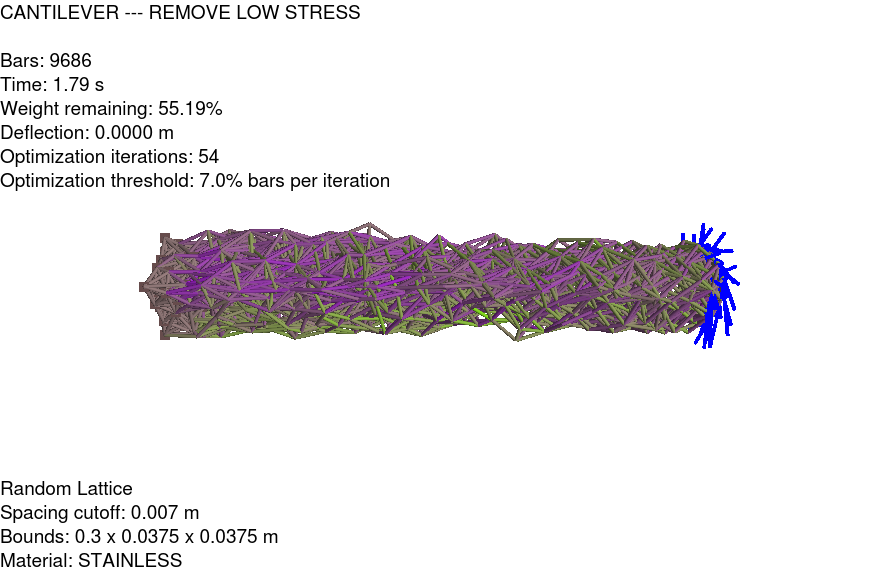 CANTILEVER --- REMOVE LOW STRESS
Bars: 9686
Time: 1.79 s
Weight remaining: 55.19%
Deflection: 0.0000 m
Optimization iterations: 54
Optimization threshold: 7.0% bars per iteration
Random Lattice
Spacing cutoff: 0.007 m
Bounds: 0.3 x 0.0375 x 0.0375 m
Material: STAINLESS